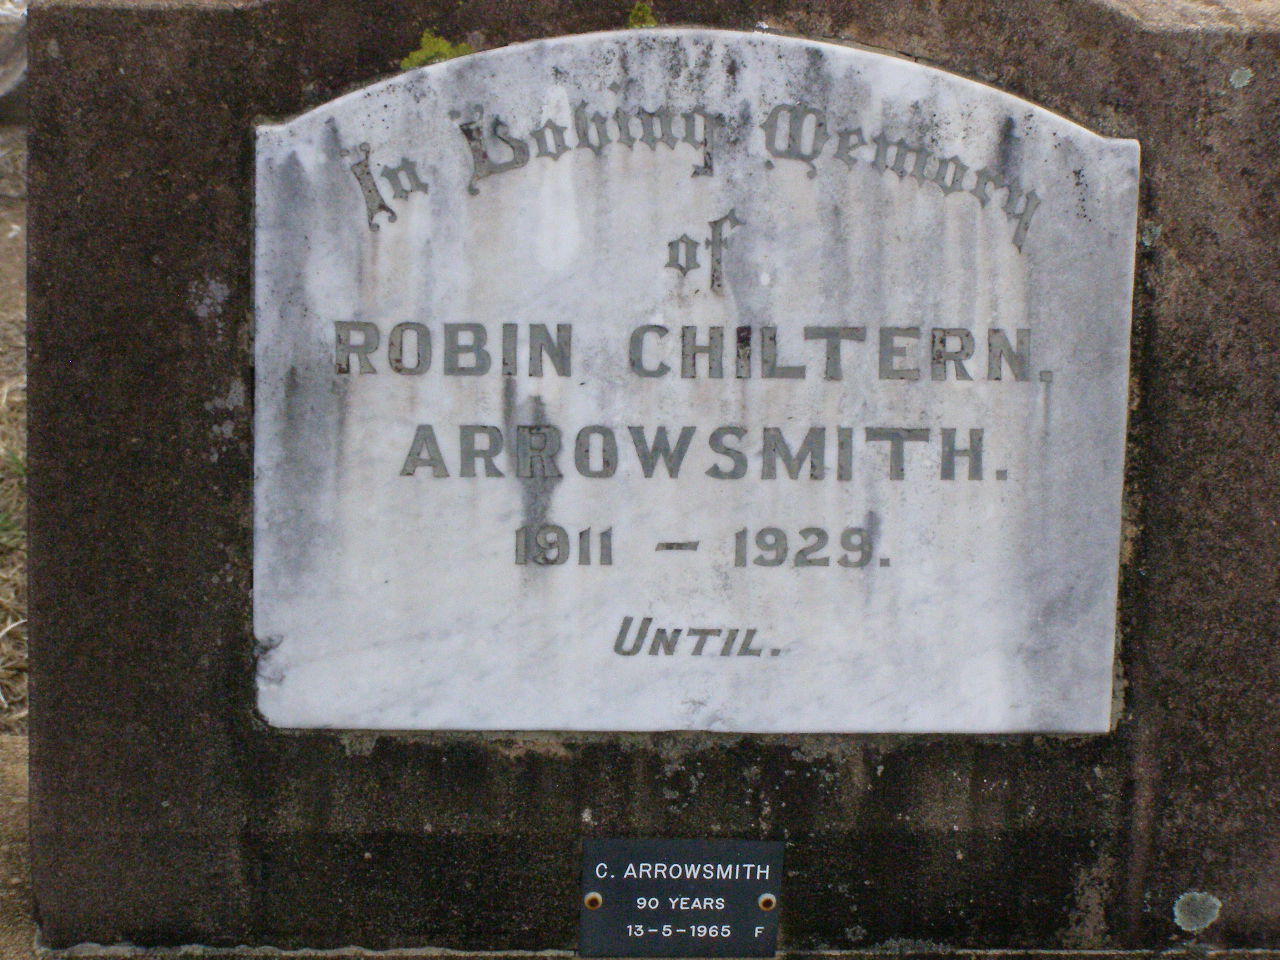 In Loving Memory
of
ROBIN CHILTERN.
ARROWSMITH.
1911 - 1929.
UNTIL.
C. ARROWSMITH
90 YEARS
13-5-1965 F